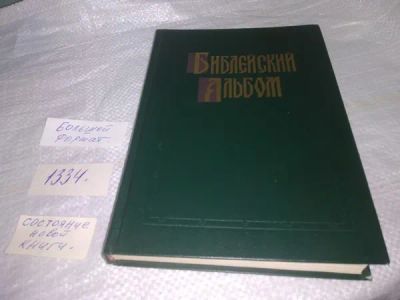 Библейский
Альбом
Большой
формат
1334.
состояние
новой
книги.